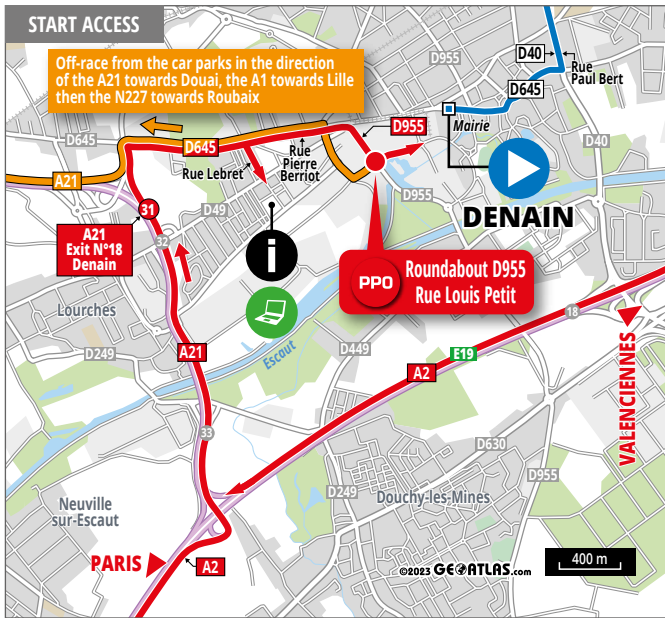 START ACCESS
Off-race from the car parks in the direction
of the A21 towards Douai, the A1 towards Lille
then the N227 towards Roubaix
D955
D40
Rue
Paul Bert
D645
Mairie
D645
D645
D955
Rue
Pierre
Berriot
Rue Lebret
D40
A21
D49
D955
DENAIN
31
A21
Exit N°18
Denain
32
i
PPO
Roundabout D955
Rue Louis Petit
Lourches
18
D249
A21
Escaut
D449
E19
A2
VALENCIENNES
33
D630
D955
D249
Douchy-les-Mines
Neuville
sur-Escaut
PARIS
A2
©2023 GEOATLAS.com
400 m